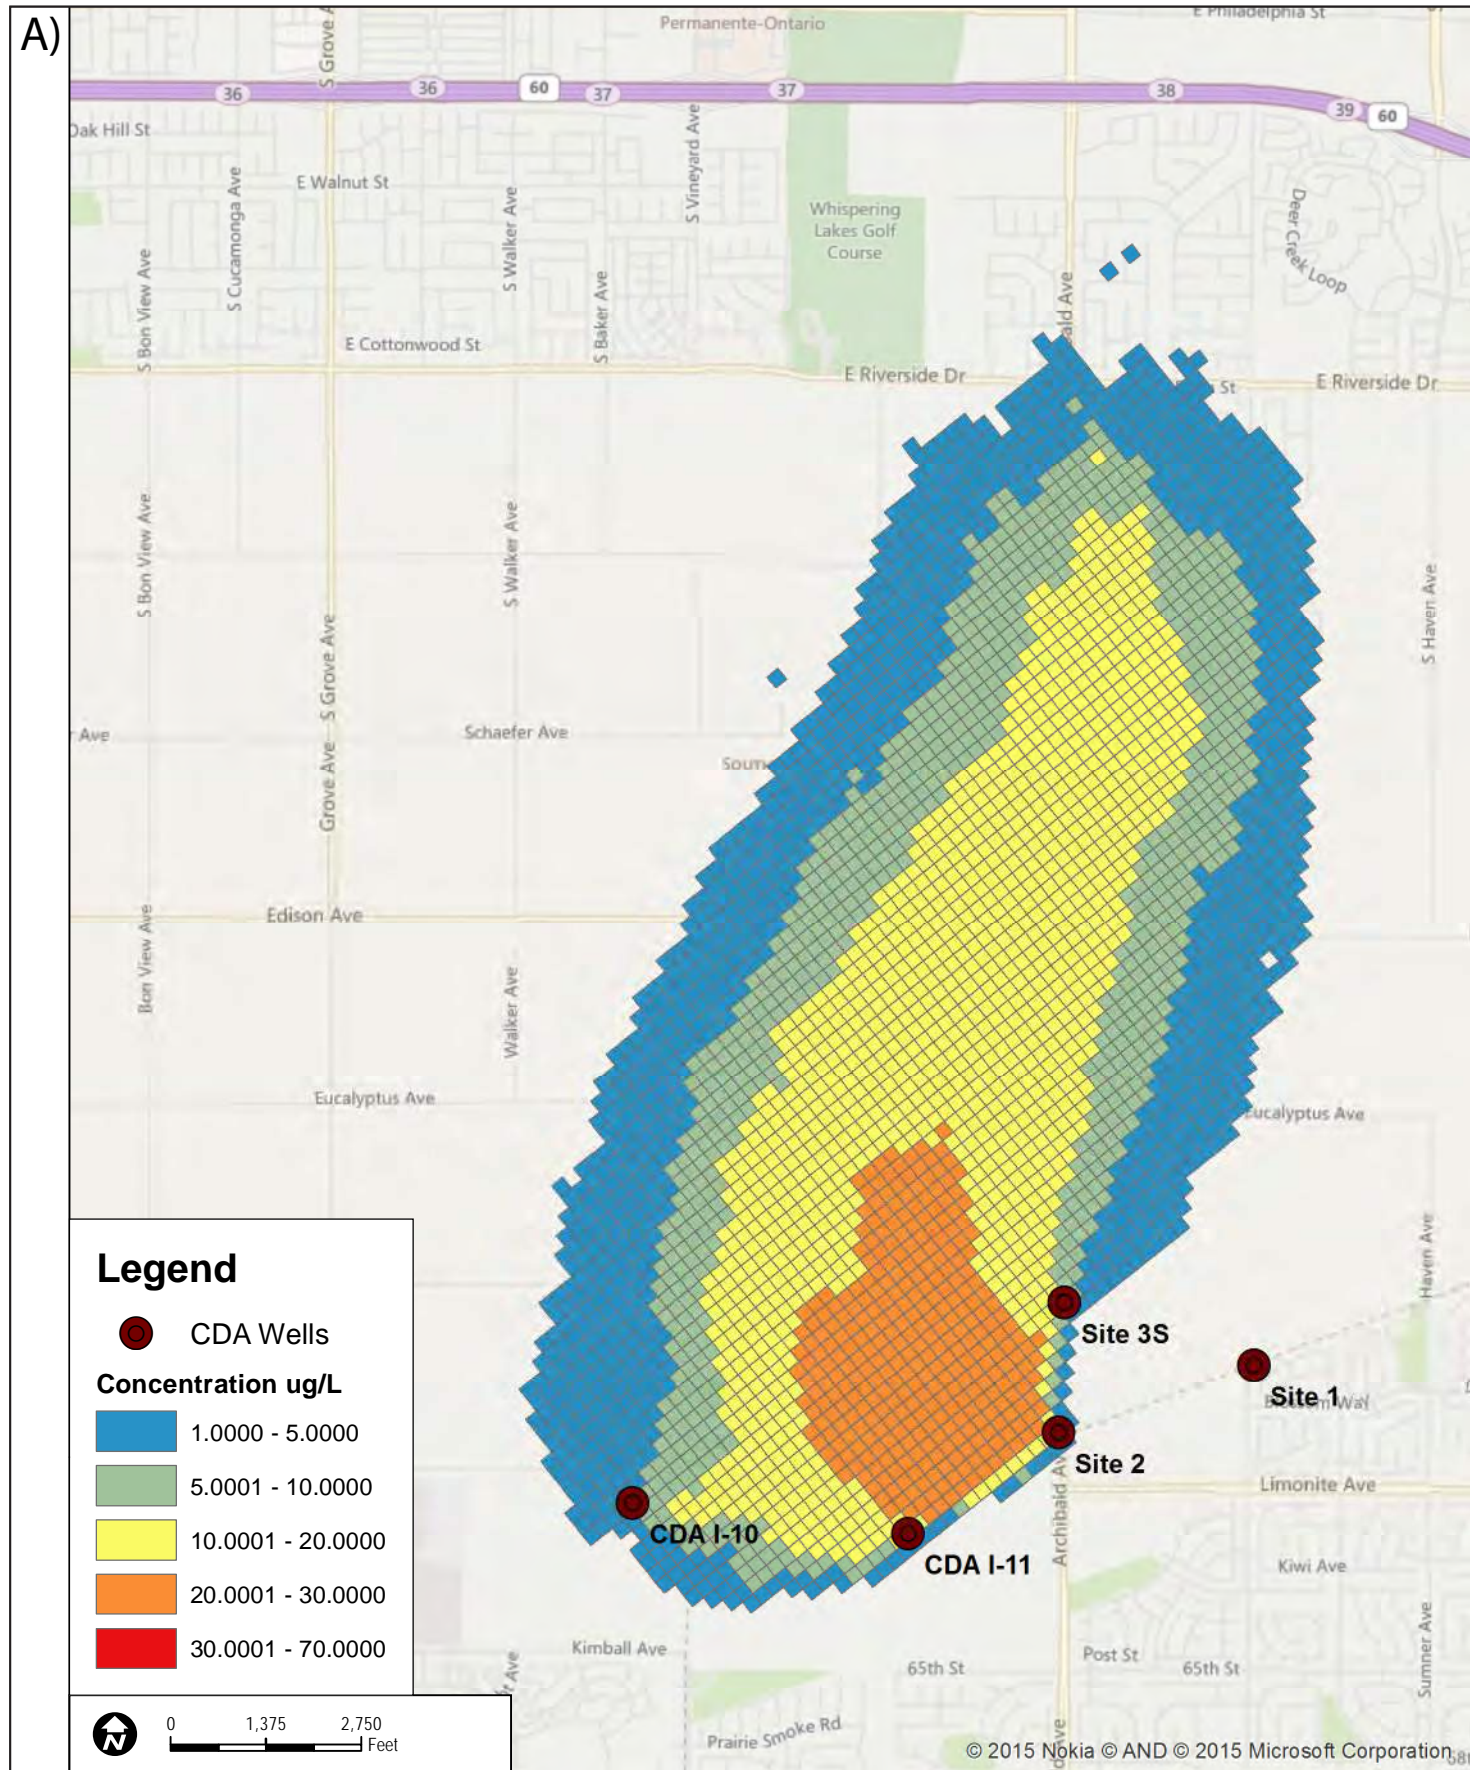 A)
Permanente-Ontario
E Philadelphia St
S Grove A
36
36
60
37
37
38
39
60
Oak Hill St
E Walnut St
S Cucamonga Ave
S Bon View Ave
S Walker Ave
S Vineyard Ave
S Baker Ave
Whispering
Lakes Golf
Course
Deer Creek Loop
ald Ave
E Cottonwood St
E Riverside Dr
St
E Riverside Dr
S Bon View Ave
S Walker Ave
S Haven Ave
S Grove Ave
Grove Ave
r Ave
Schaefer Ave
Edison Ave
Bon View Ave
Walker Ave
Eucalyptus Ave
Eucalyptus Ave
Haven Ave
Site 3S
Site 1
Site 2
Limonite Ave
Archibald Av
CDA I-10
CDA I-11
Kiwi Ave
Kimball Ave
65th St
Post St
65th St
Sumner Ave
Prairie Smoke Rd
Legend
CDA Wells
Concentration ug/L
1.0000 - 5.0000
5.0001 - 10.0000
10.0001 - 20.0000
20.0001 - 30.0000
30.0001 - 70.0000
N
0 1,375 2,750
Feet
© 2015 Nokia © AND © 2015 Microsoft Corporation